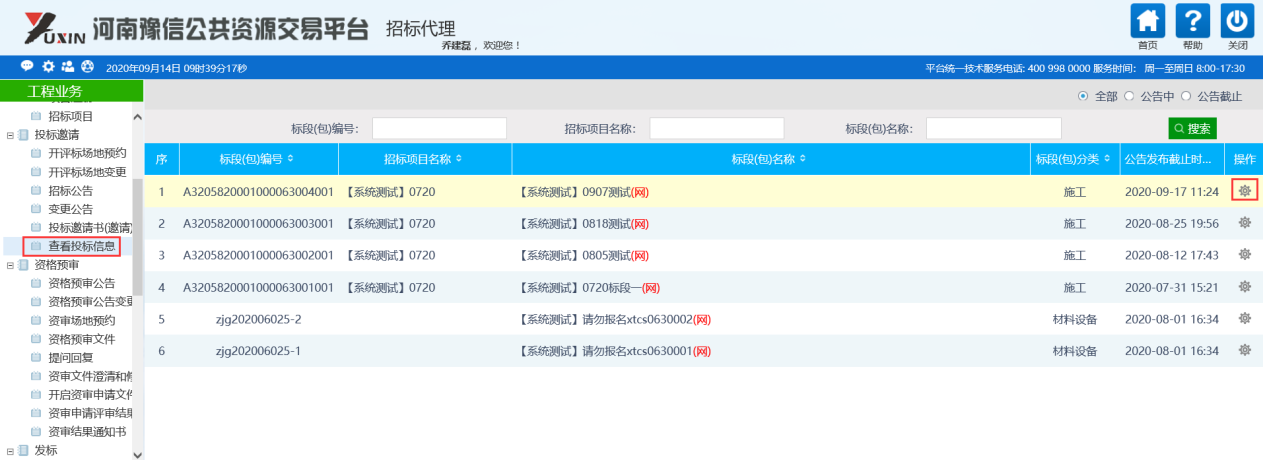 YUXIN 河南豫信公共资源交易平台 招标代理
乔建磊，欢迎您！
首页 帮助 关闭
2020年09月14日 09时39分17秒
平台统一技术服务电话: 400 998 0000 服务时间： 周一至周日 8:00-17:30
工程业务
招标项目
投标邀请
开评标场地预约
开评标场地变更
招标公告
变更公告
投标邀请书(邀请)
查看投标信息
资格预审
资格预审公告
资格预审公告变更
资审场地预约
资格预审文件
提问回复
资审文件澄清和修
开启资审申请文件
资审申请评审结果
资审结果通知书
发标
全部 公告中 公告截止
标段(包)编号： 招标项目名称： 标段(包)名称： 搜索
序 标段(包)编号 招标项目名称 标段(包)名称 标段(包)分类 公告发布截止时... 操作
1 A3205820001000063004001 【系统测试】0720 【系统测试】0907测试(网) 施工 2020-09-17 11:24
2 A3205820001000063003001 【系统测试】0720 【系统测试】0818测试(网) 施工 2020-08-25 19:56
3 A3205820001000063002001 【系统测试】0720 【系统测试】0805测试(网) 施工 2020-08-12 17:43
4 A3205820001000063001001 【系统测试】0720 【系统测试】0720标段一(网) 施工 2020-07-31 15:21
5 zjg202006025-2 【系统测试】请勿报名xtcs0630002(网) 材料设备 2020-08-01 16:34
6 zjg202006025-1 【系统测试】请勿报名xtcs0630001(网) 材料设备 2020-08-01 16:34